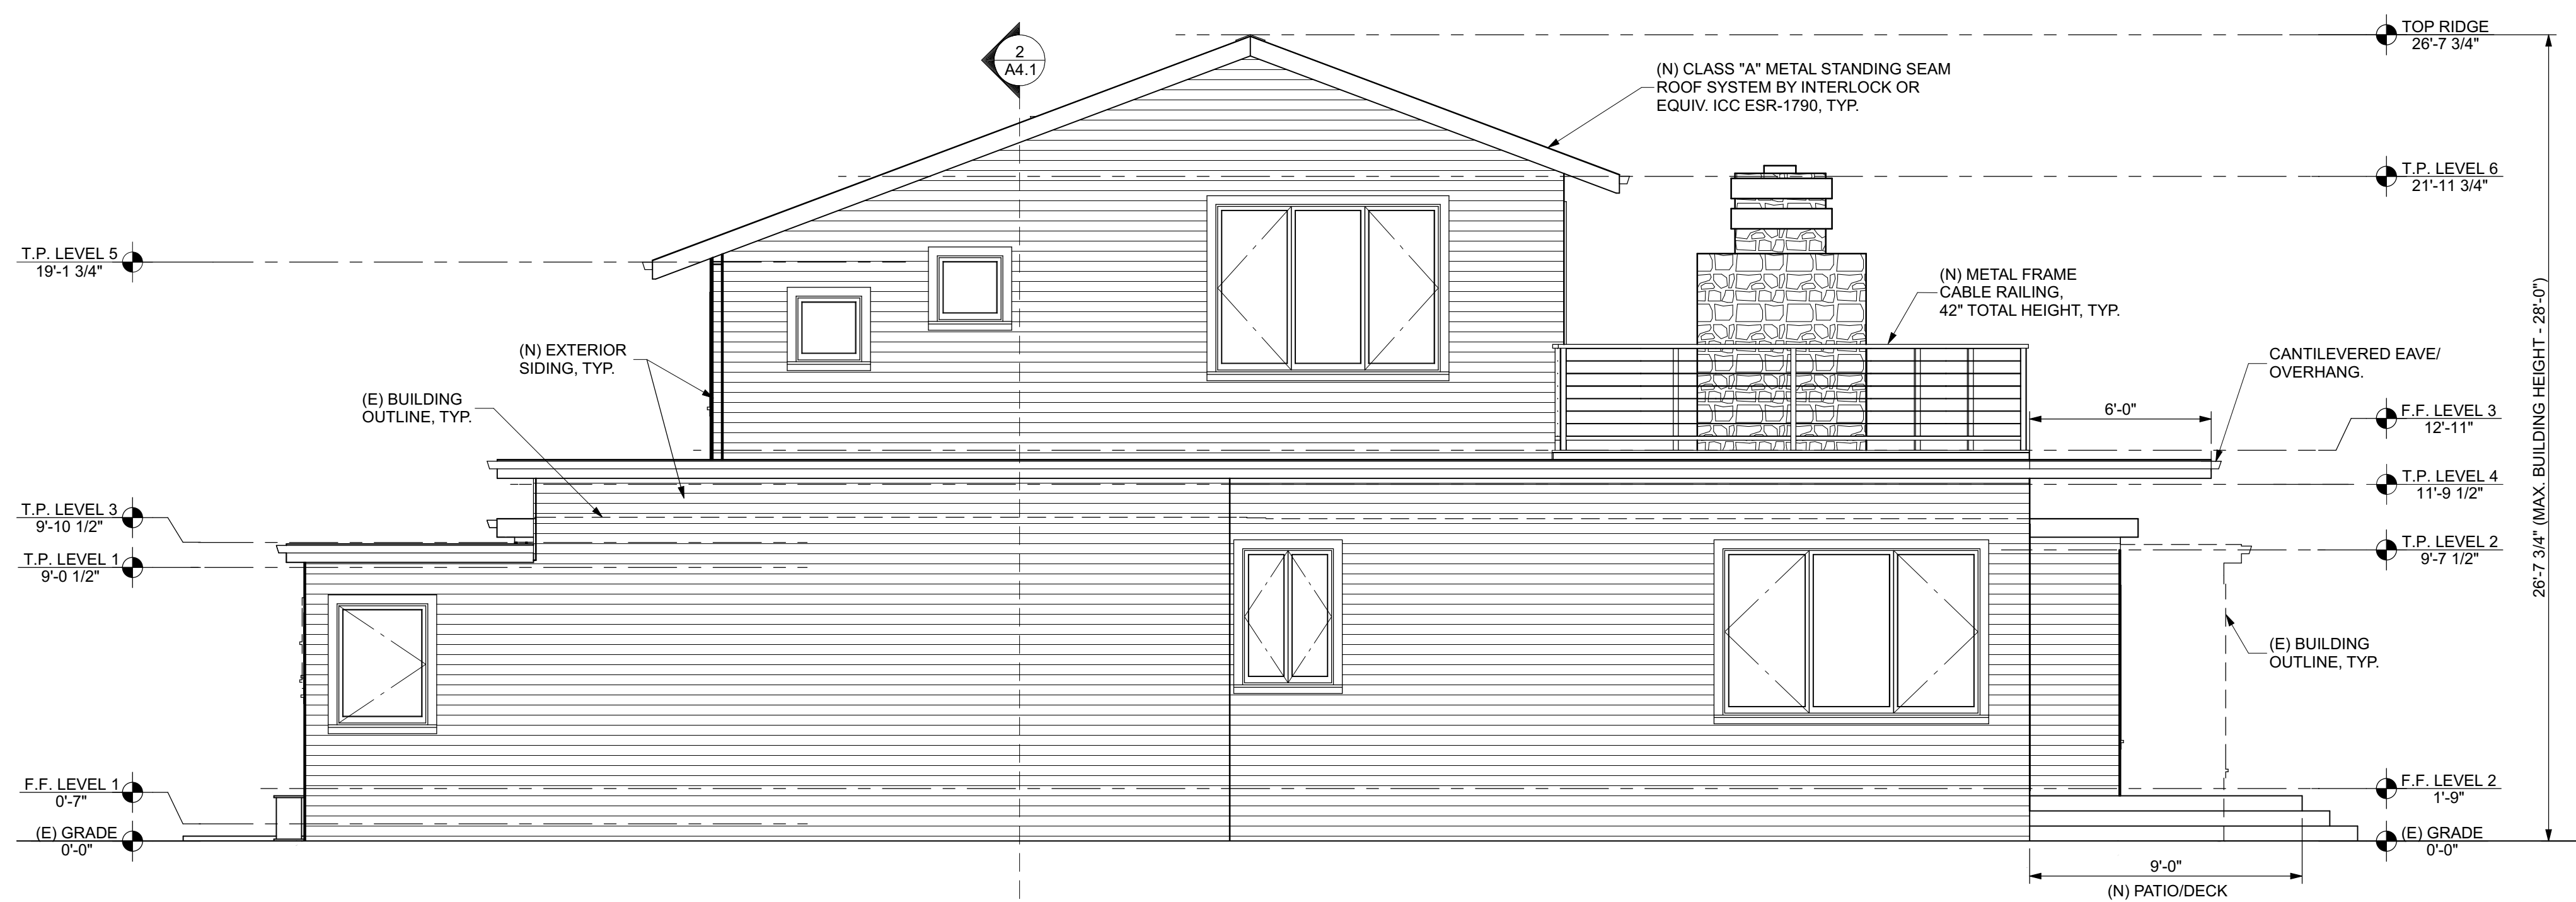 2
A4.1
TOP RIDGE
26'-7 3/4"
(N) CLASS "A" METAL STANDING SEAM
ROOF SYSTEM BY INTERLOCK OR
EQUIV. ICC ESR-1790, TYP.
T.P. LEVEL 6
21'-11 3/4"
T.P. LEVEL 5
19'-1 3/4"
(N) METAL FRAME
CABLE RAILING,
42" TOTAL HEIGHT, TYP.
(N) EXTERIOR
SIDING, TYP.
CANTILEVERED EAVE/
OVERHANG.
(E) BUILDING
OUTLINE, TYP.
6'-0"
F.F. LEVEL 3
12'-11"
T.P. LEVEL 4
11'-9 1/2"
T.P. LEVEL 3
9'-10 1/2"
T.P. LEVEL 1
9'-0 1/2"
T.P. LEVEL 2
9'-7 1/2"
26'-7 3/4" (MAX. BUILDING HEIGHT - 28'-0")
(E) BUILDING
OUTLINE, TYP.
F.F. LEVEL 1
0'-7"
F.F. LEVEL 2
1'-9"
(E) GRADE
0'-0"
(E) GRADE
0'-0"
9'-0"
(N) PATIO/DECK